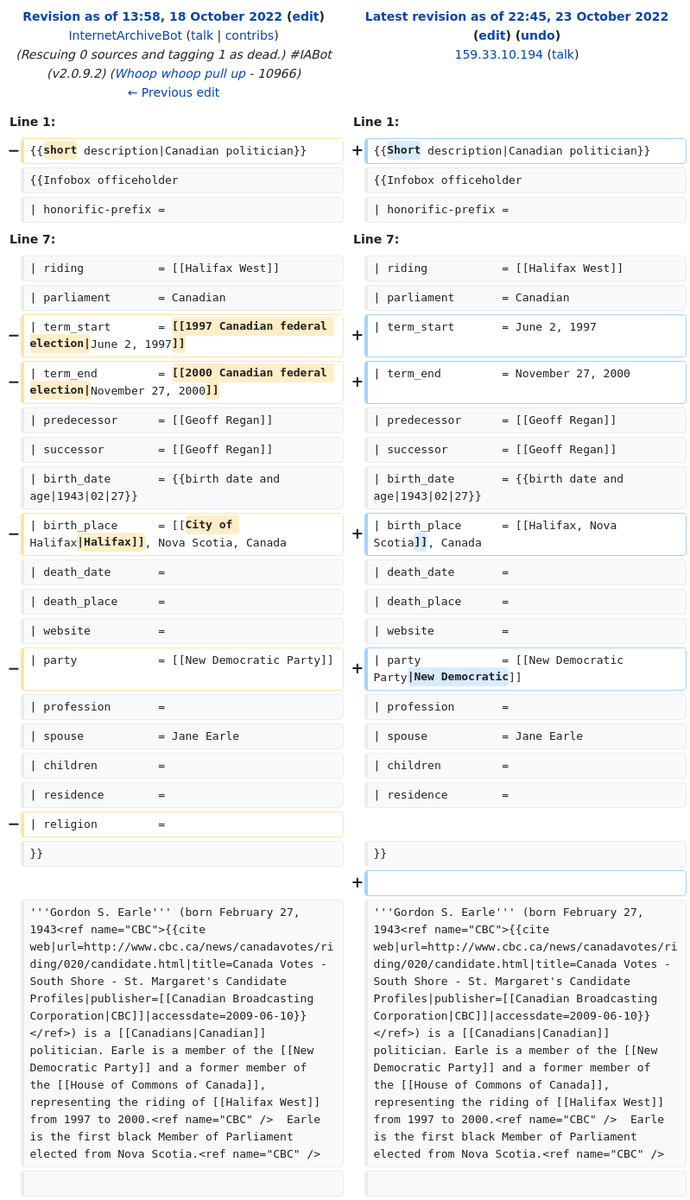 Revision as of 13:58, 18 October 2022 (edit)
InternetArchiveBot (talk | contribs)
(Rescuing 0 sources and tagging 1 as dead.) #IABot
(v2.0.9.2) (Whoop whoop pull up - 10966)
← Previous edit
Latest revision as of 22:45, 23 October 2022
(edit) (undo)
159.33.10.194 (talk)
Line 1:
Line 1:
− {{short description|Canadian politician}}
+ {{Short description|Canadian politician}}
{{Infobox officeholder
{{Infobox officeholder
| honorific-prefix =
| honorific-prefix =
Line 7:
Line 7:
| riding = [[Halifax West]]
| riding = [[Halifax West]]
| parliament = Canadian
| parliament = Canadian
− | term_start = [[1997 Canadian federal
election|June 2, 1997]]
+ | term_start = June 2, 1997
− | term_end = [[2000 Canadian federal
election|November 27, 2000]]
+ | term_end = November 27, 2000
| predecessor = [[Geoff Regan]]
| predecessor = [[Geoff Regan]]
| successor = [[Geoff Regan]]
| successor = [[Geoff Regan]]
| birth_date = {{birth date and
age|1943|02|27}}
| birth_date = {{birth date and
age|1943|02|27}}
− | birth_place = [[City of
Halifax|Halifax]], Nova Scotia, Canada
+ | birth_place = [[Halifax, Nova
Scotia]], Canada
| death_date =
| death_date =
| death_place =
| death_place =
| website =
| website =
− | party = [[New Democratic Party]]
+ | party = [[New Democratic
Party|New Democratic]]
| profession =
| profession =
| spouse = Jane Earle
| spouse = Jane Earle
| children =
| children =
| residence =
| residence =
− | religion =
}}
}}
+
'''Gordon S. Earle''' (born February 27,
1943<ref name="CBC">{{cite
web|url=http://www.cbc.ca/news/canadavotes/ri
ding/020/candidate.html|title=Canada Votes -
South Shore - St. Margaret's Candidate
Profiles|publisher=[[Canadian Broadcasting
Corporation|CBC]]|accessdate=2009-06-10}}
</ref>) is a [[Canadians|Canadian]]
politician. Earle is a member of the [[New
Democratic Party]] and a former member of
the [[House of Commons of Canada]],
representing the riding of [[Halifax West]]
from 1997 to 2000.<ref name="CBC" /> Earle
is the first black Member of Parliament
elected from Nova Scotia.<ref name="CBC" />
'''Gordon S. Earle''' (born February 27,
1943<ref name="CBC">{{cite
web|url=http://www.cbc.ca/news/canadavotes/ri
ding/020/candidate.html|title=Canada Votes -
South Shore - St. Margaret's Candidate
Profiles|publisher=[[Canadian Broadcasting
Corporation|CBC]]|accessdate=2009-06-10}}
</ref>) is a [[Canadians|Canadian]]
politician. Earle is a member of the [[New
Democratic Party]] and a former member of
the [[House of Commons of Canada]],
representing the riding of [[Halifax West]]
from 1997 to 2000.<ref name="CBC" /> Earle
is the first black Member of Parliament
elected from Nova Scotia.<ref name="CBC" />